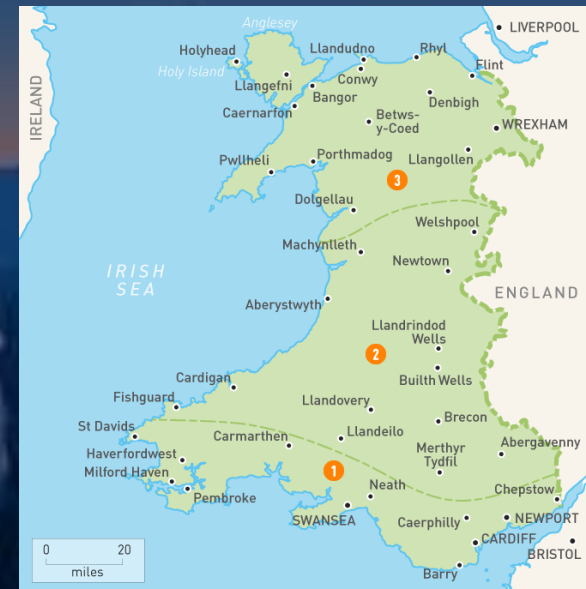 Anglesey
LIVERPOOL
Holyhead
Llandudno
Rhyl
Holy Island
Conwy
Flint
Llangefni
Bangor
Denbigh
IRELAND
Caernarfon
Betws-
y-Coed
WREXHAM
Pwllheli
Porthmadog
Llangollen
3
Dolgellau
Welshpool
Machynlleth
IRISH
SEA
Newtown
ENGLAND
Aberystwyth
Llandrindod
Wells
2
Cardigan
Builth Wells
Fishguard
Llandovery
St Davids
Brecon
Carmarthen
Llandeilo
Haverfordwest
Merthyr
Tydfil
Abergavenny
Milford Haven
1
Pembroke
Neath
Chepstow
SWANSEA
Caerphilly
NEWPORT
CARDIFF
BRISTOL
Barry
0 20
miles